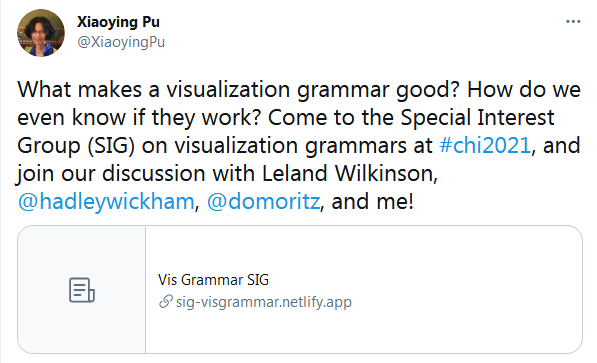 Xiaoying Pu
@XiaoyingPu
What makes a visualization grammar good? How do we
even know if they work? Come to the Special Interest
Group (SIG) on visualization grammars at #chi2021, and
join our discussion with Leland Wilkinson,
@hadleywickham, @domoritz, and me!
Vis Grammar SIG
sig-visgrammar.netlify.app